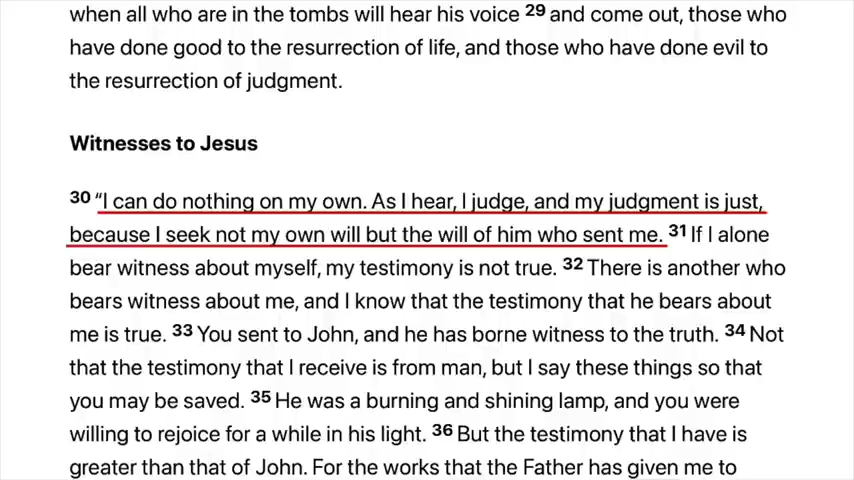 when all who are in the tombs will hear his voice 29 and come out, those who
have done good to the resurrection of life, and those who have done evil to
the resurrection of judgment.
Witnesses to Jesus
30 “I can do nothing on my own. As I hear, I judge, and my judgment is just,
because I seek not my own will but the will of him who sent me. 31 If I alone
bear witness about myself, my testimony is not true. 32 There is another who
bears witness about me, and I know that the testimony that he bears about
me is true. 33 You sent to John, and he has borne witness to the truth. 34 Not
that the testimony that I receive is from man, but I say these things so that
you may be saved. 35 He was a burning and shining lamp, and you were
willing to rejoice for a while in his light. 36 But the testimony that I have is
greater than that of John. For the works that the Father has given me to